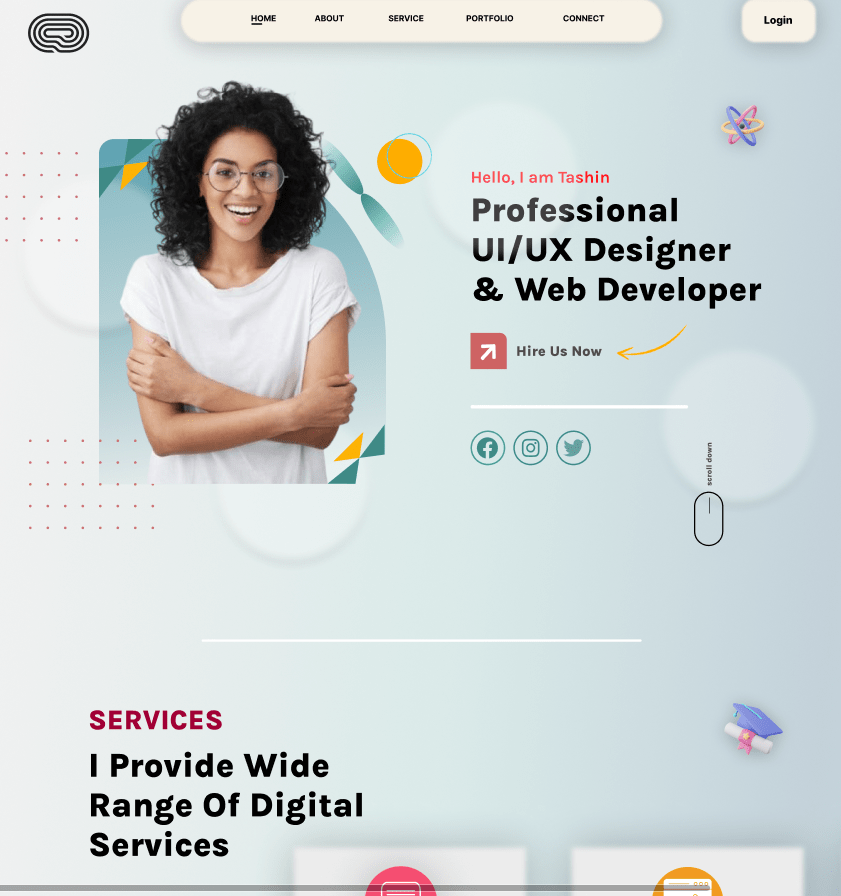 HOME
ABOUT
SERVICE
PORTFOLIO
CONNECT
Login
Hello, I am Tashin
Professional
UI/UX Designer
& Web Developer
Hire Us Now
scroll down
SERVICES
I Provide Wide
Range Of Digital
Services